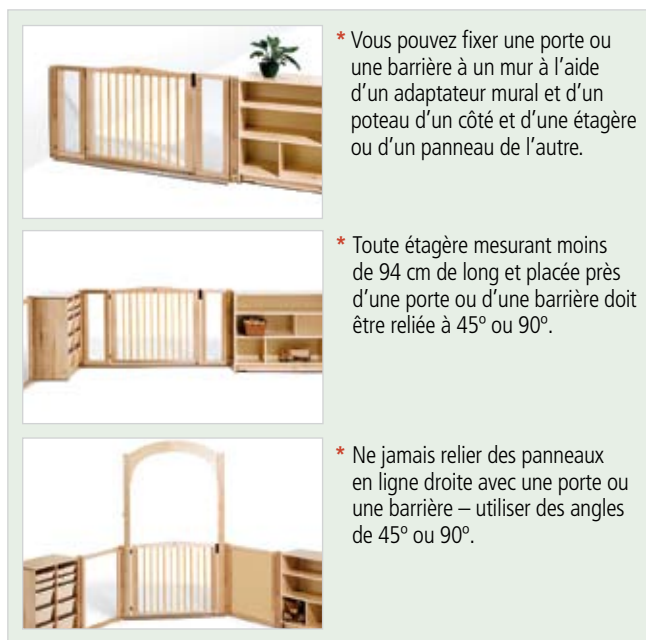 * Vous pouvez fixer une porte ou
une barrière à un mur à l’aide
d’un adaptateur mural et d’un
poteau d’un côté et d’une étagère
ou d’un panneau de l’autre.
* Toute étagère mesurant moins
de 94 cm de long et placée près
d’une porte ou d’une barrière doit
être reliée à 45º ou 90º.
* Ne jamais relier des panneaux
en ligne droite avec une porte ou
une barrière – utiliser des angles
de 45º ou 90º.